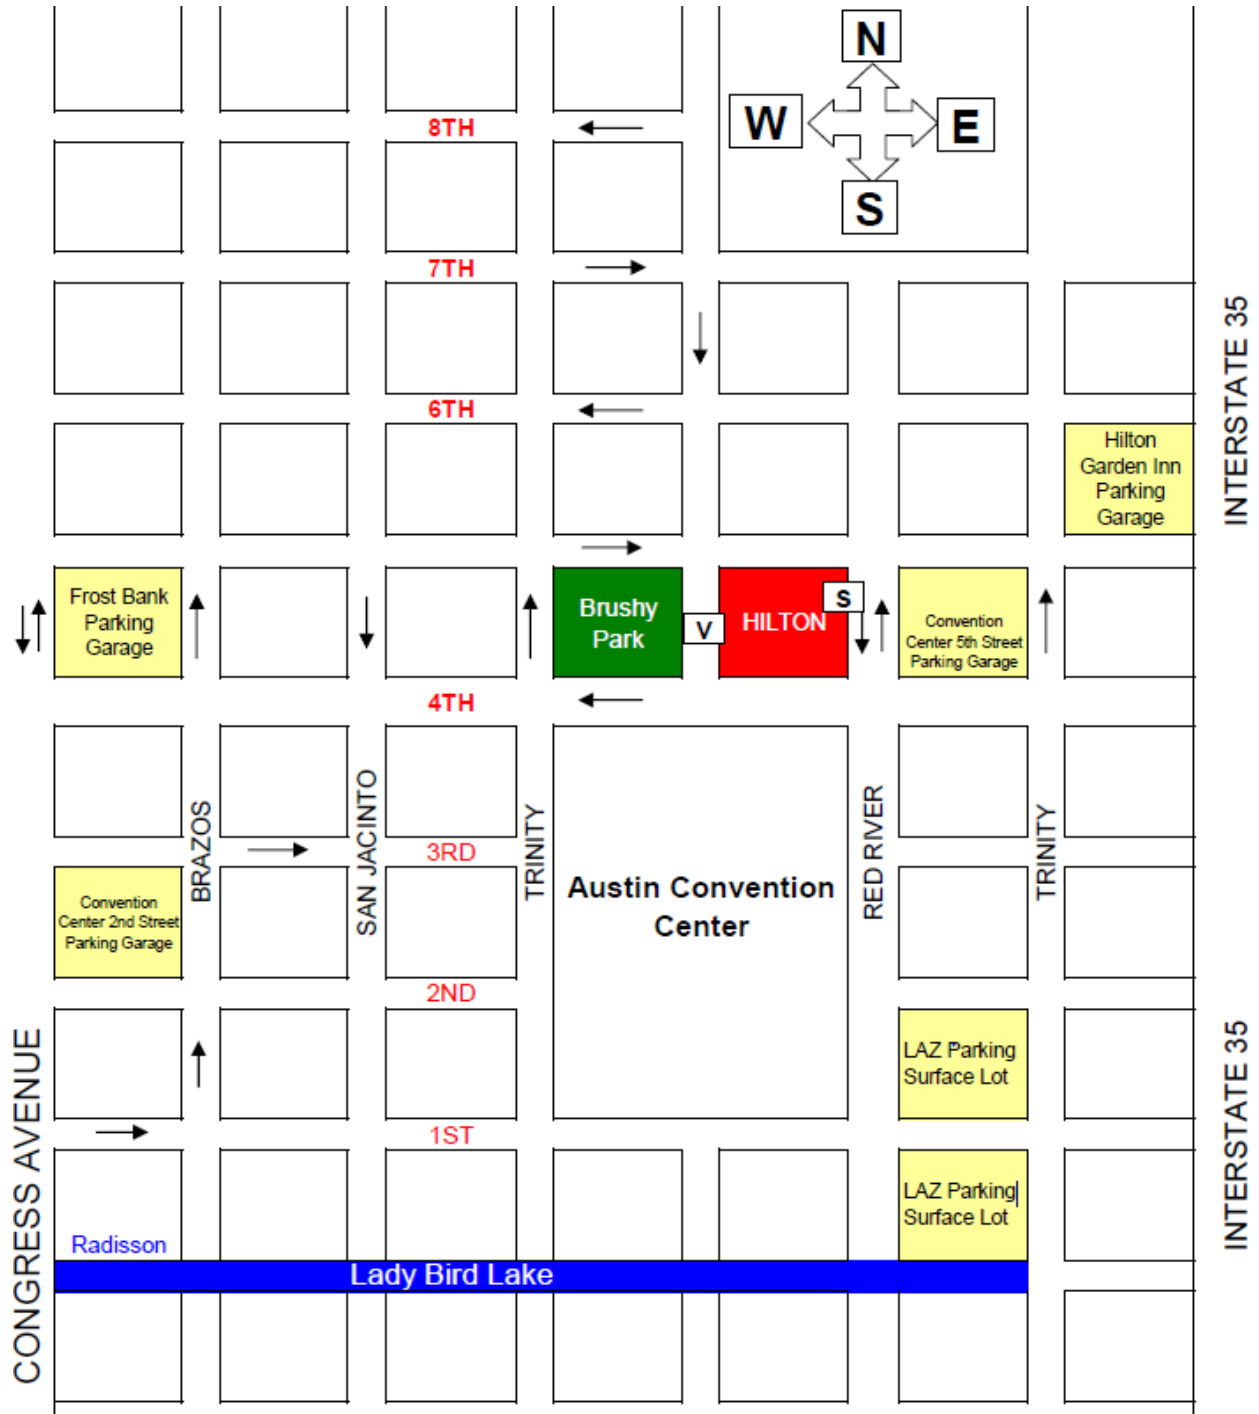 N
W
E
S
8TH
7TH
INTERSTATE 35
6TH
Hilton
Garden Inn
Parking
Garage
Frost Bank
Parking
Garage
Brushy
Park
V
HILTON
S
Convention
Center 5th Street
Parking Garage
4TH
BRAZOS
SAN JACINTO
3RD
TRINITY
Austin Convention
Center
RED RIVER
TRINITY
Convention
Center 2nd Street
Parking Garage
2ND
CONGRESS AVENUE
LAZ Parking
Surface Lot
INTERSTATE 35
1ST
LAZ Parking
Surface Lot
Radisson
Lady Bird Lake